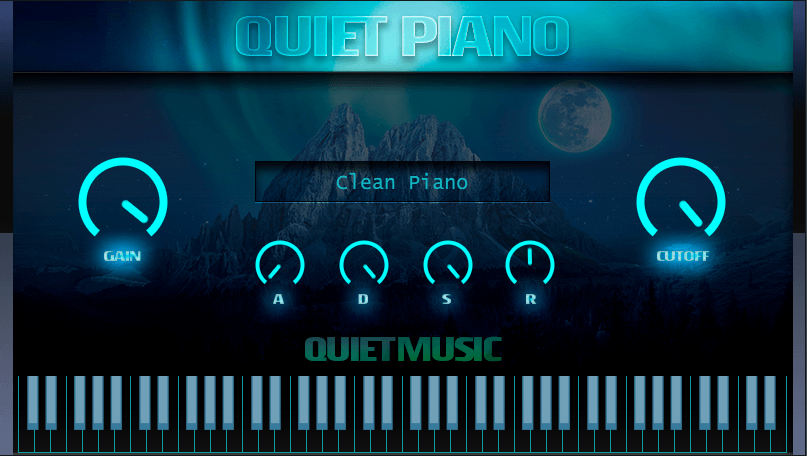 QUIET PIANO
Clean Piano
GAIN
CUTOFF
A
D
S
R
QUIETMUSIC